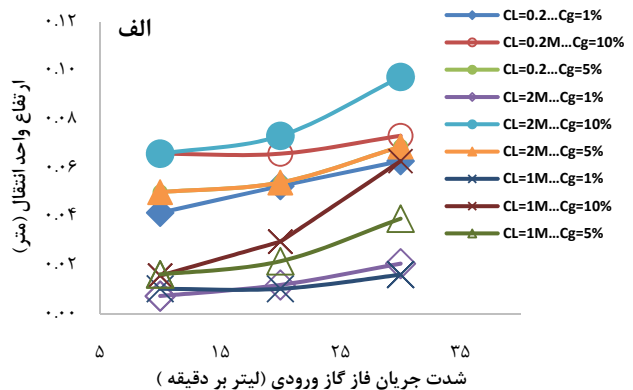 الف
ارتفاع واحد انتقال (متر)
۰.۱۲
۰.۱۰
۰.۰۸
۰.۰۶
۰.۰۴
۰.۰۲
۰.۰۰
۵
۱۵
۲۵
۳۵
شدت جریان فاز گاز ورودی (لیتر بر دقیقه )
CL=0.2...Cg=1%
CL=0.2M...Cg=10%
CL=0.2...Cg=5%
CL=2M...Cg=1%
CL=2M...Cg=10%
CL=2M...Cg=5%
CL=1M...Cg=1%
CL=1M...Cg=10%
CL=1M...Cg=5%